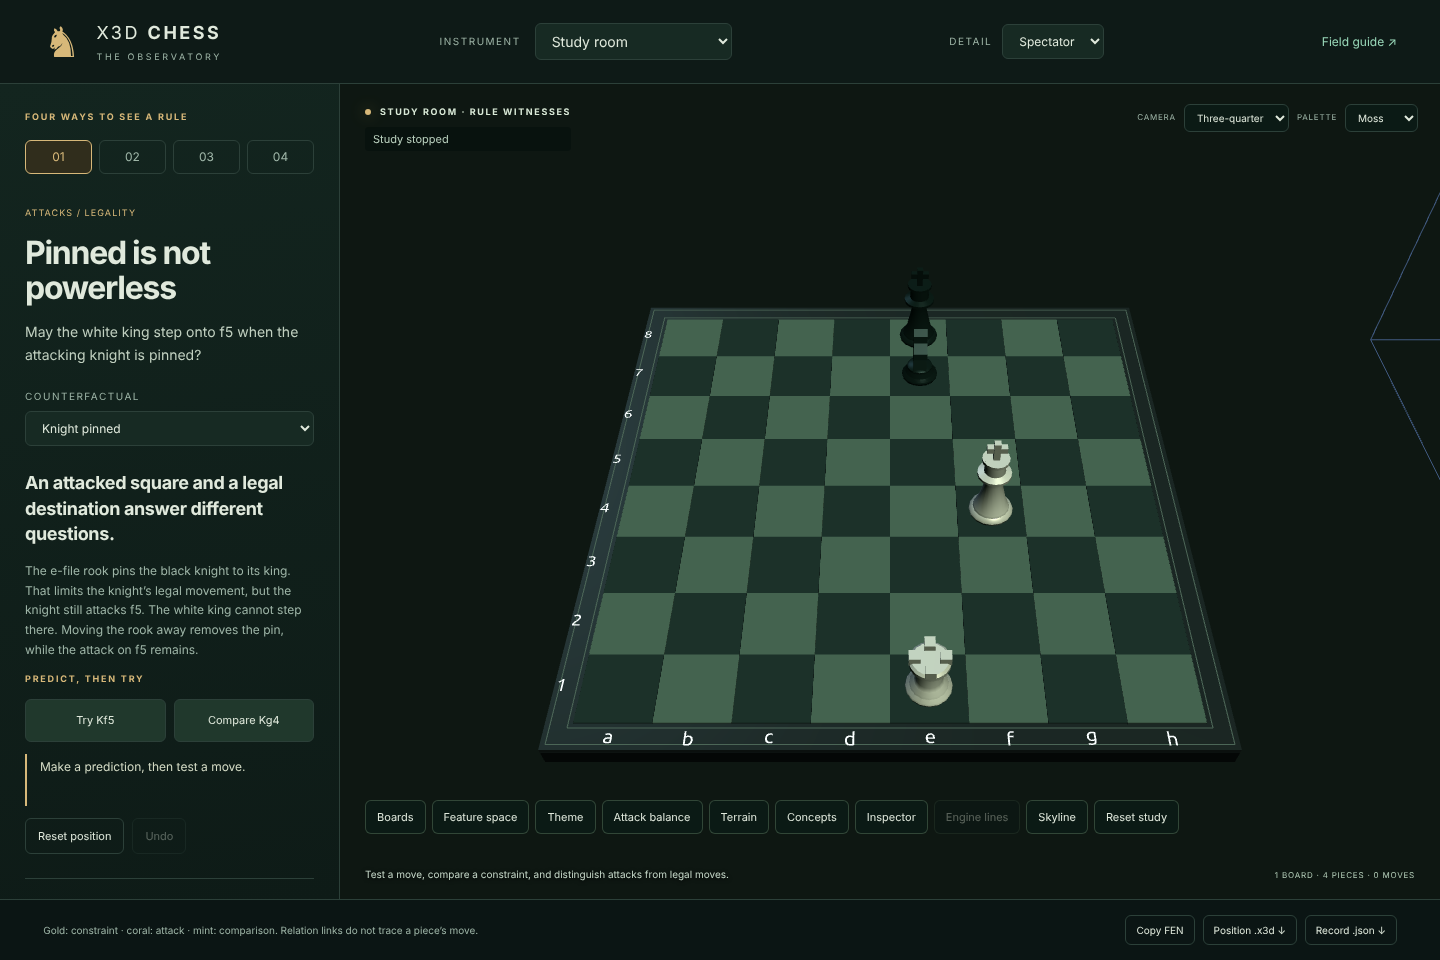 X3D CHESS
THE OBSERVATORY
INSTRUMENT
Study room
DETAIL
Spectator
Field guide ↗
FOUR WAYS TO SEE A RULE
01
02
03
04
ATTACKS / LEGALITY
Pinned is not
powerless
May the white king step onto f5 when the
attacking knight is pinned?
COUNTERFACTUAL
Knight pinned
An attacked square and a legal
destination answer different
questions.
The e-file rook pins the black knight to its king.
That limits the knight’s legal movement, but the
knight still attacks f5. The white king cannot step
there. Moving the rook away removes the pin,
while the attack on f5 remains.
PREDICT, THEN TRY
Try Kf5
Compare Kg4
Make a prediction, then test a move.
Reset position
Undo
STUDY ROOM · RULE WITNESSES
Study stopped
CAMERA
Three-quarter
PALETTE
Moss
8
7
6
5
4
3
2
1
a b c d e f g h
Boards
Feature space
Theme
Attack balance
Terrain
Concepts
Inspector
Engine lines
Skyline
Reset study
Test a move, compare a constraint, and distinguish attacks from legal moves.
1 BOARD · 4 PIECES · 0 MOVES
Gold: constraint · coral: attack · mint: comparison. Relation links do not trace a piece’s move.
Copy FEN
Position .x3d ↓
Record .json ↓